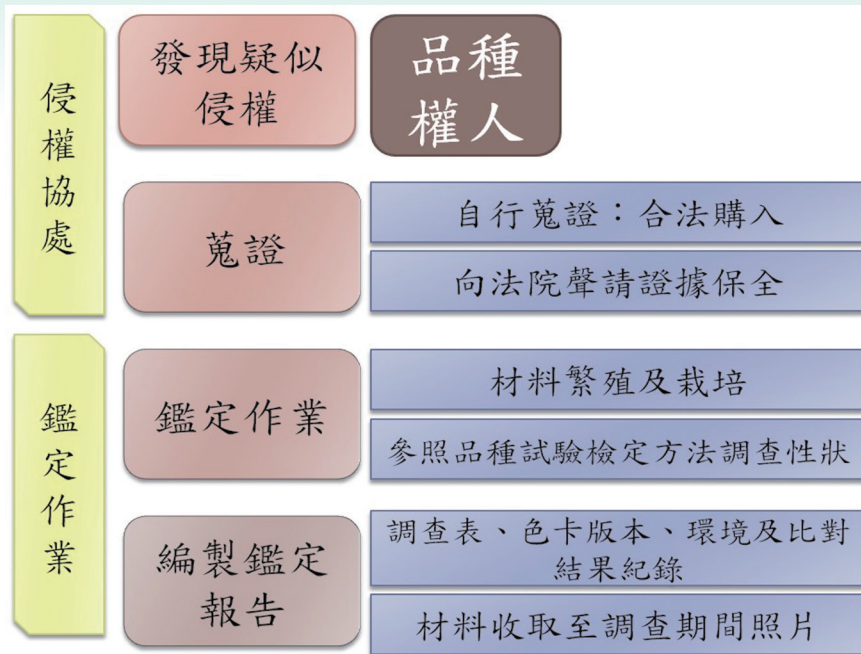 侵權協處
發現疑似
侵權
品種
權人
蒐證
自行蒐證：合法購入
向法院聲請證據保全
鑑定作業
鑑定作業
材料繁殖及栽培
參照品種試驗檢定方法調查性狀
編製鑑定
報告
調查表、色卡版本、環境及比對
結果紀錄
材料收取至調查期間照片